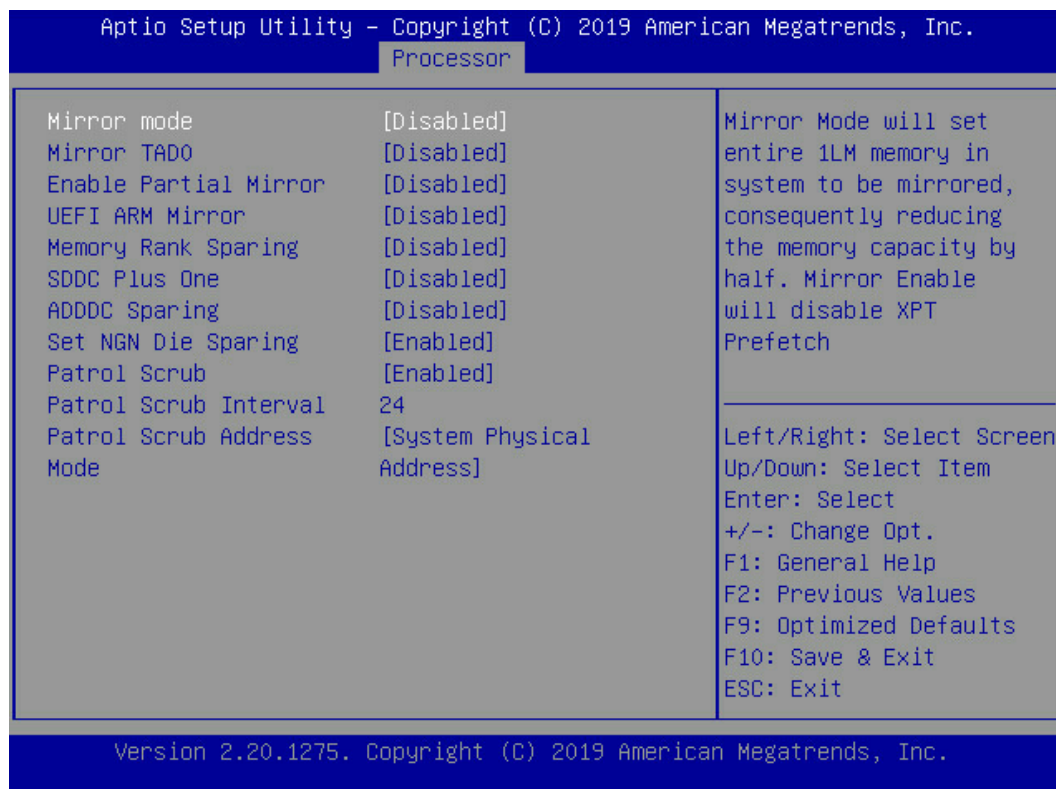 Aptio Setup Utility – Copyright (C) 2019 American Megatrends, Inc.
Processor
Mirror mode [Disabled]
Mirror TAD0 [Disabled]
Enable Partial Mirror [Disabled]
UEFI ARM Mirror [Disabled]
Memory Rank Sparing [Disabled]
SDDC Plus One [Disabled]
ADDDC Sparing [Disabled]
Set NGN Die Sparing [Enabled]
Patrol Scrub [Enabled]
Patrol Scrub Interval 24
Patrol Scrub Address [System Physical
Mode Address]
Mirror Mode will set
entire 1LM memory in
system to be mirrored,
consequently reducing
the memory capacity by
half. Mirror Enable
will disable XPT
Prefetch
Left/Right: Select Screen
Up/Down: Select Item
Enter: Select
+/-: Change Opt.
F1: General Help
F2: Previous Values
F9: Optimized Defaults
F10: Save & Exit
ESC: Exit
Version 2.20.1275. Copyright (C) 2019 American Megatrends, Inc.